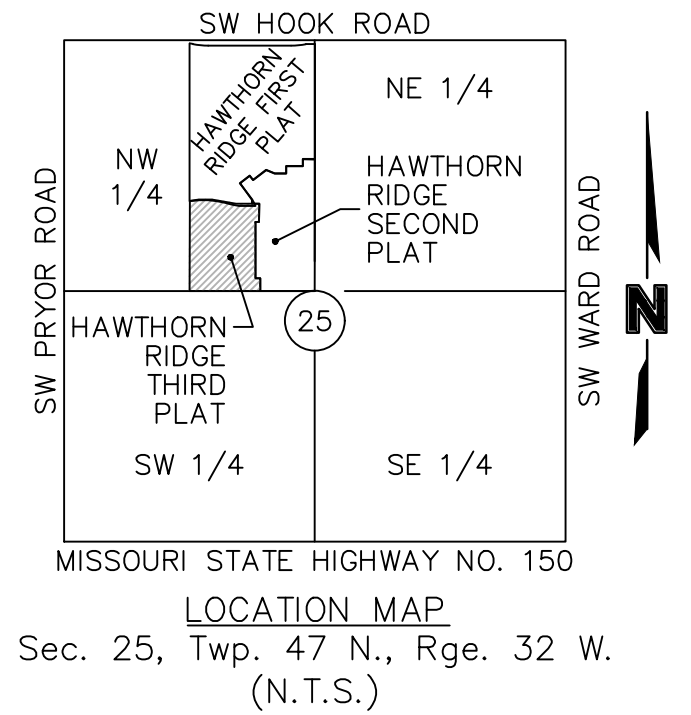 SW HOOK ROAD
HAWTHORN
RIDGE FIRST
PLAT
NE 1/4
NW
1/4
HAWTHORN
RIDGE
SECOND
PLAT
SW PRYOR ROAD
SW WARD ROAD
N
25
HAWTHORN
RIDGE
THIRD
PLAT
SW 1/4
SE 1/4
MISSOURI STATE HIGHWAY NO. 150
LOCATION MAP
Sec. 25, Twp. 47 N., Rge. 32 W.
(N.T.S.)